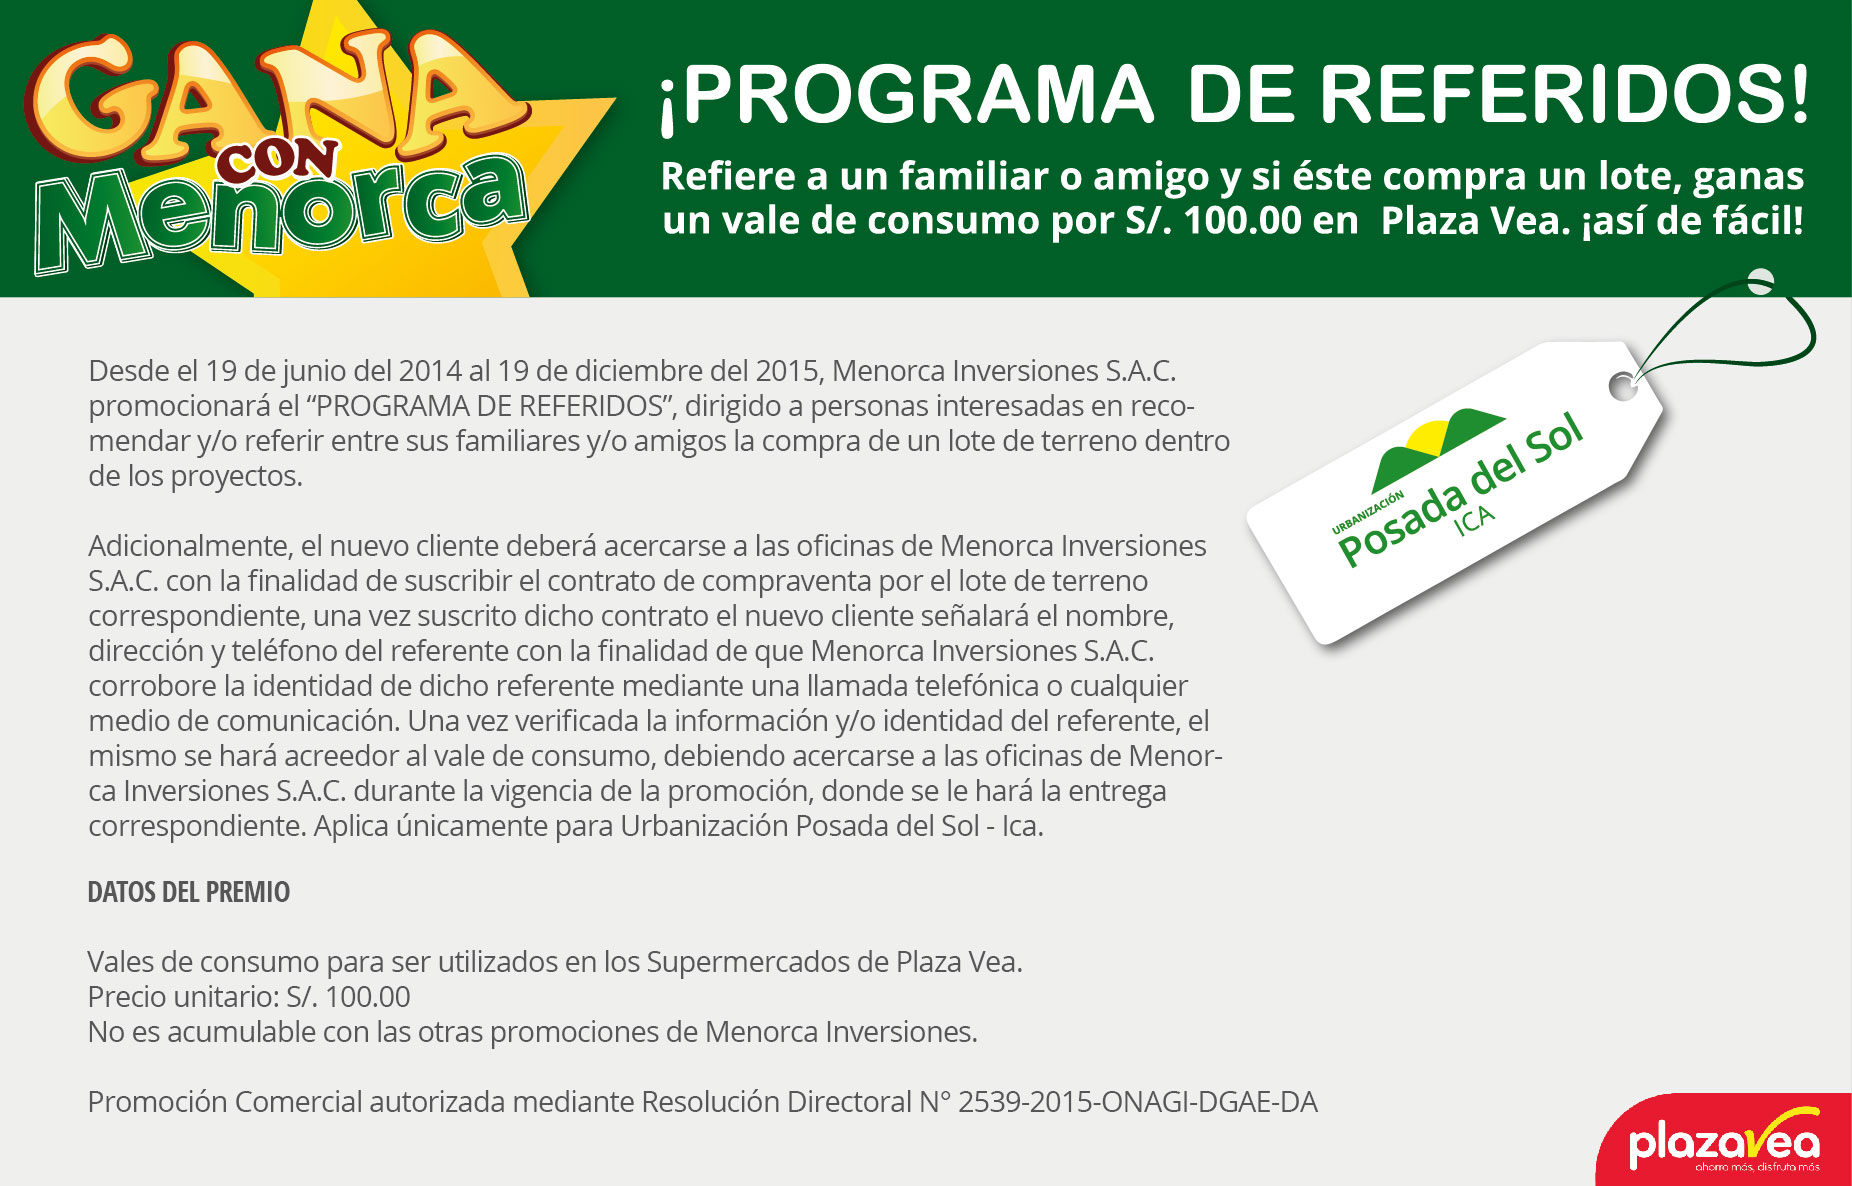 GANA
CON
Menorca
¡PROGRAMA DE REFERIDOS!
Refiere a un familiar o amigo y si éste compra un lote, ganas
un vale de consumo por S/. 100.00 en Plaza Vea. ¡así de fácil!
Desde el 19 de junio del 2014 al 19 de diciembre del 2015, Menorca Inversiones S.A.C.
promocionará el “PROGRAMA DE REFERIDOS”, dirigido a personas interesadas en reco-
mendar y/o referir entre sus familiares y/o amigos la compra de un lote de terreno dentro
de los proyectos.
URBANIZACIÓN
Posada del Sol
ICA
Adicionalmente, el nuevo cliente deberá acercarse a las oficinas de Menorca Inversiones
S.A.C. con la finalidad de suscribir el contrato de compraventa por el lote de terreno
correspondiente, una vez suscrito dicho contrato el nuevo cliente señalará el nombre,
dirección y teléfono del referente con la finalidad de que Menorca Inversiones S.A.C.
corrobore la identidad de dicho referente mediante una llamada telefónica o cualquier
medio de comunicación. Una vez verificada la información y/o identidad del referente, el
mismo se hará acreedor al vale de consumo, debiendo acercarse a las oficinas de Menor-
ca Inversiones S.A.C. durante la vigencia de la promoción, donde se le hará la entrega
correspondiente. Aplica únicamente para Urbanización Posada del Sol - Ica.
DATOS DEL PREMIO
Vales de consumo para ser utilizados en los Supermercados de Plaza Vea.
Precio unitario: S/. 100.00
No es acumulable con las otras promociones de Menorca Inversiones.
Promoción Comercial autorizada mediante Resolución Directoral N° 2539-2015-ONAGI-DGAE-DA
plazavea
ahorra más, disfruta más